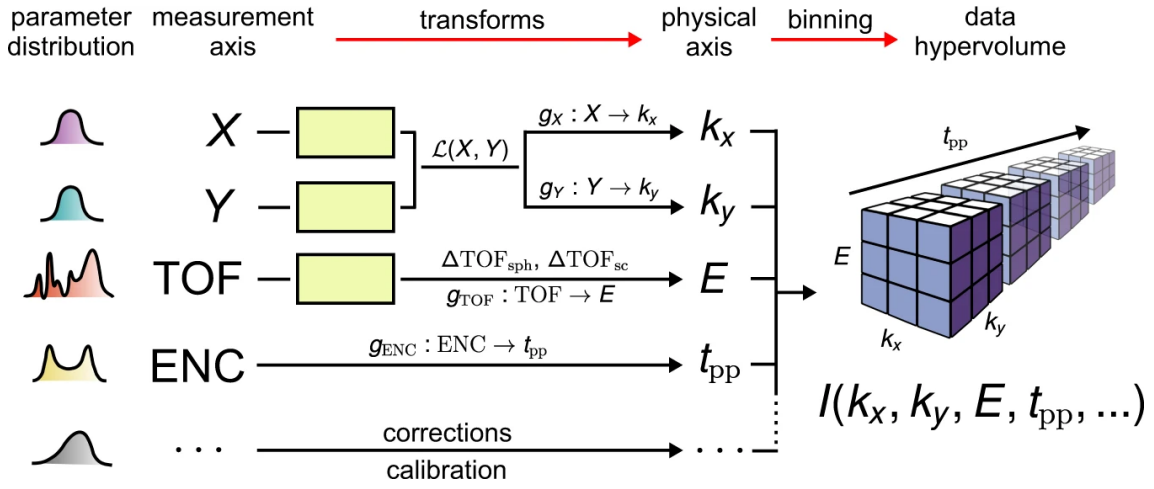 parameter distribution measurement axis transforms physical axis binning data hypervolume
X ℒ(X, Y) g_X : X → k_x k_x
Y g_Y : Y → k_y k_y
TOF ΔTOF_sph, ΔTOF_sc E
g_TOF : TOF → E
ENC g_ENC : ENC → t_pp t_pp
... corrections ...
calibration
t_pp
E
k_x k_y
I(k_x, k_y, E, t_pp, ...)